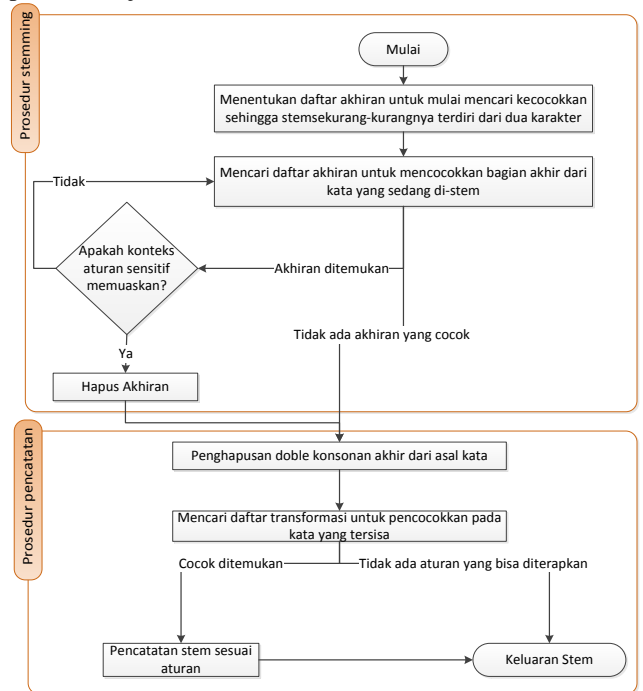 Prosedur stemming
Mulai
Menentukan daftar akhiran untuk mulai mencari kecocokkan
sehingga stemsekurang-kurangnya terdiri dari dua karakter
Mencari daftar akhiran untuk mencocokkan bagian akhir dari
kata yang sedang di-stem
Tidak
Apakah konteks
aturan sensitif
memuaskan?
Akhiran ditemukan
Tidak ada akhiran yang cocok
Ya
Hapus Akhiran
Prosedur pencatatan
Penghapusan doble konsonan akhir dari asal kata
Mencari daftar transformasi untuk pencocokkan pada
kata yang tersisa
Cocok ditemukan
Tidak ada aturan yang bisa diterapkan
Pencatatan stem sesuai
aturan
Keluaran Stem